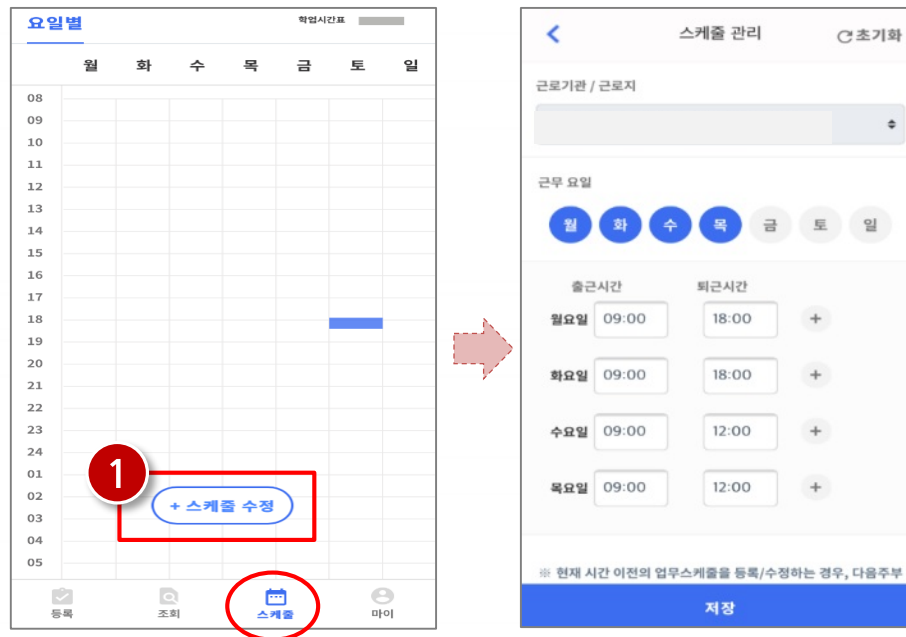 요일별
학업시간표
월 화 수 목 금 토 일
08
09
10
11
12
13
14
15
16
17
18
19
20
21
22
23
24
01
02
03
04
05
1
+ 스케줄 수정
등록 조회 스케줄 마이
스케줄 관리
초기화
근로기관 / 근로지
근무 요일
월 화 수 목 금 토 일
출근시간 퇴근시간
월요일 09:00 18:00 +
화요일 09:00 18:00 +
수요일 09:00 12:00 +
목요일 09:00 12:00 +
※ 현재 시간 이전의 업무스케줄을 등록/수정하는 경우, 다음주부
저장